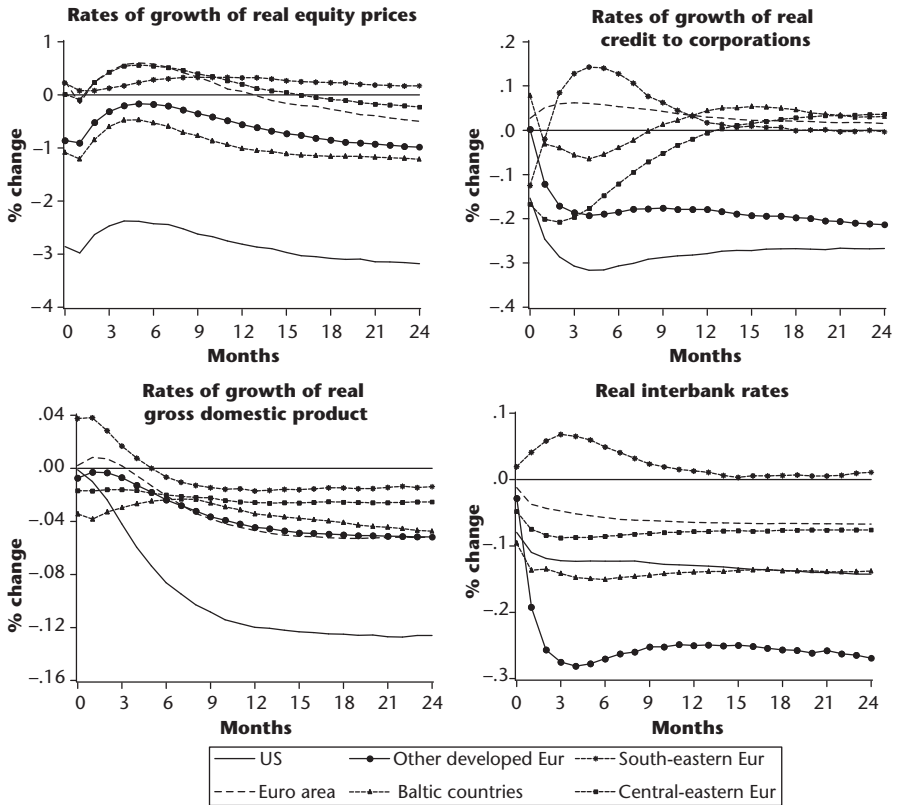 Rates of growth of real equity prices
1
0
−1
−2
−3
−4
% change
0 3 6 9 12 15 18 21 24
Months
Rates of growth of real
credit to corporations
.2
.1
.0
−.1
−.2
−.3
−.4
% change
0 3 6 9 12 15 18 21 24
Months
Rates of growth of real
gross domestic product
.04
.00
−.04
−.08
−.12
−.16
% change
0 3 6 9 12 15 18 21 24
Months
Real interbank rates
.1
.0
−.1
−.2
−.3
% change
0 3 6 9 12 15 18 21 24
Months
US Other developed Eur South-eastern Eur
Euro area Baltic countries Central-eastern Eur